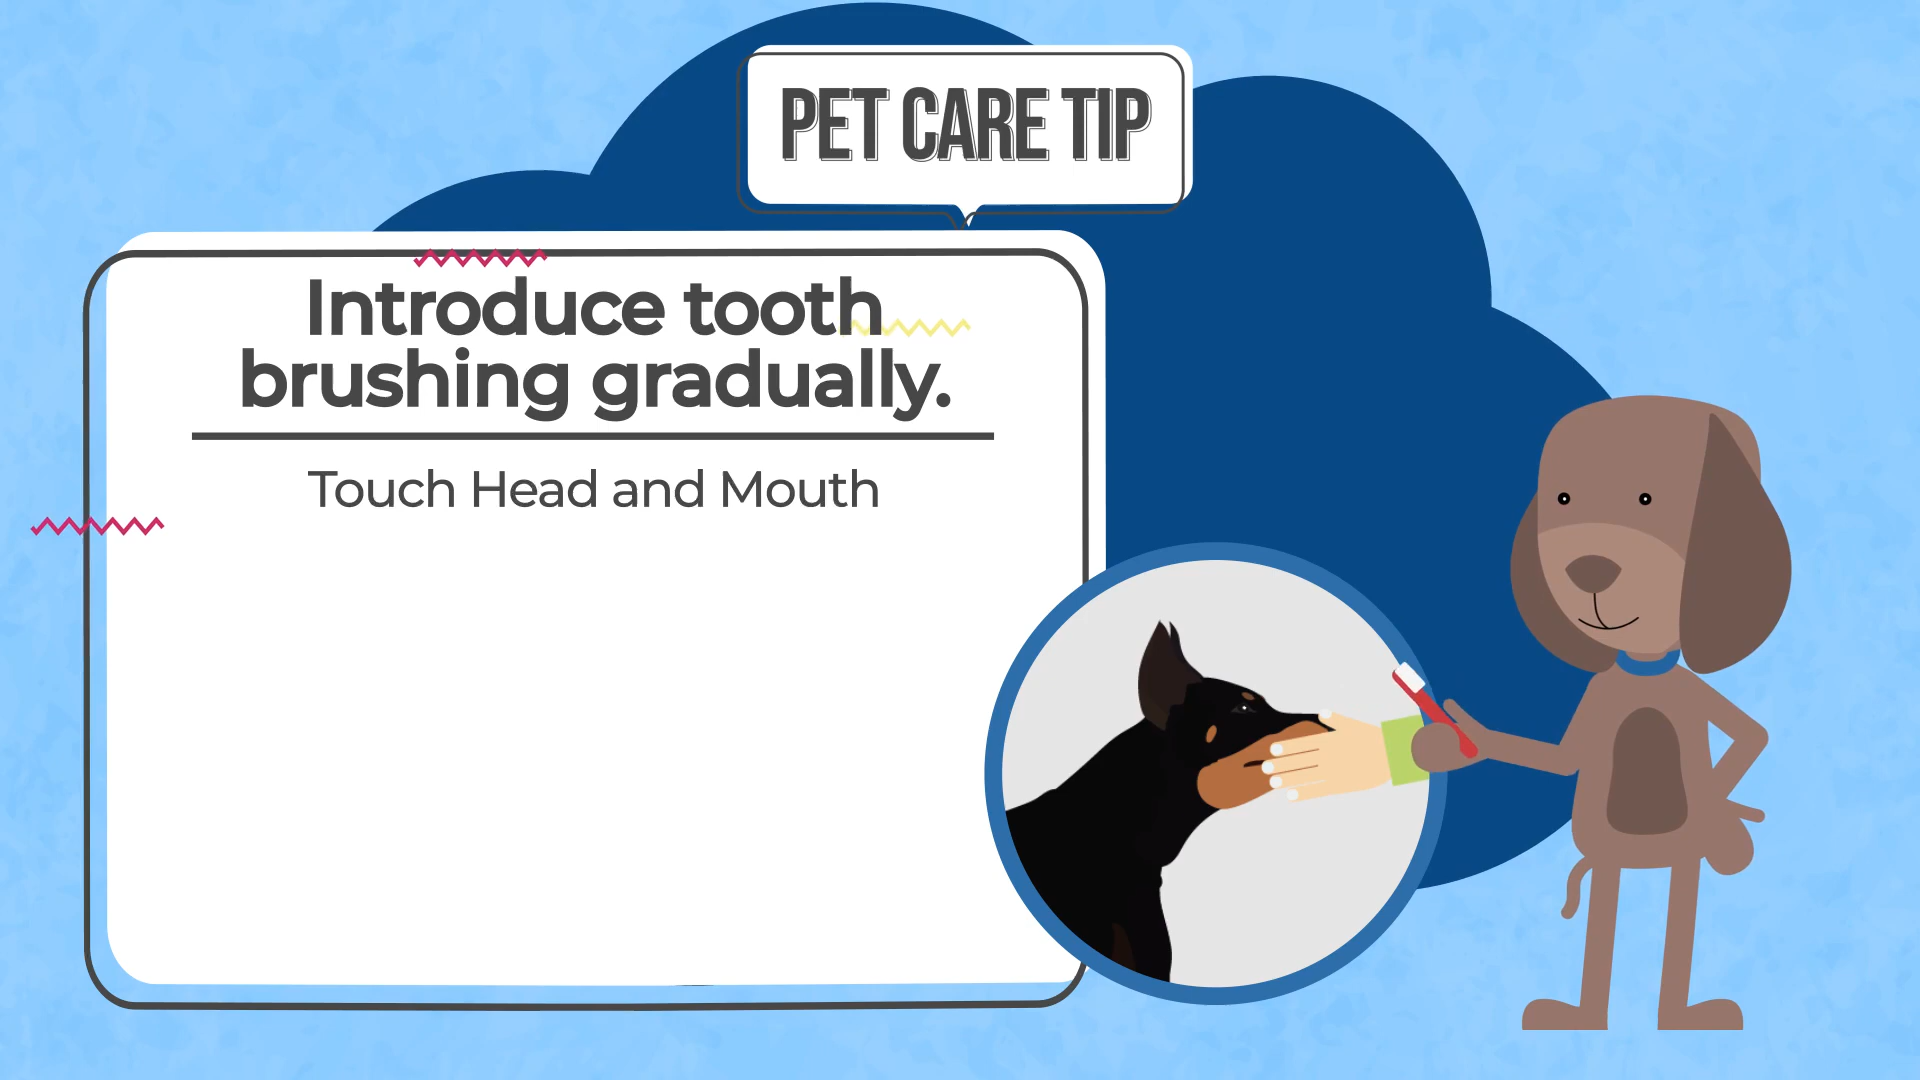 PET CARE TIP
Introduce tooth
brushing gradually.
Touch Head and Mouth